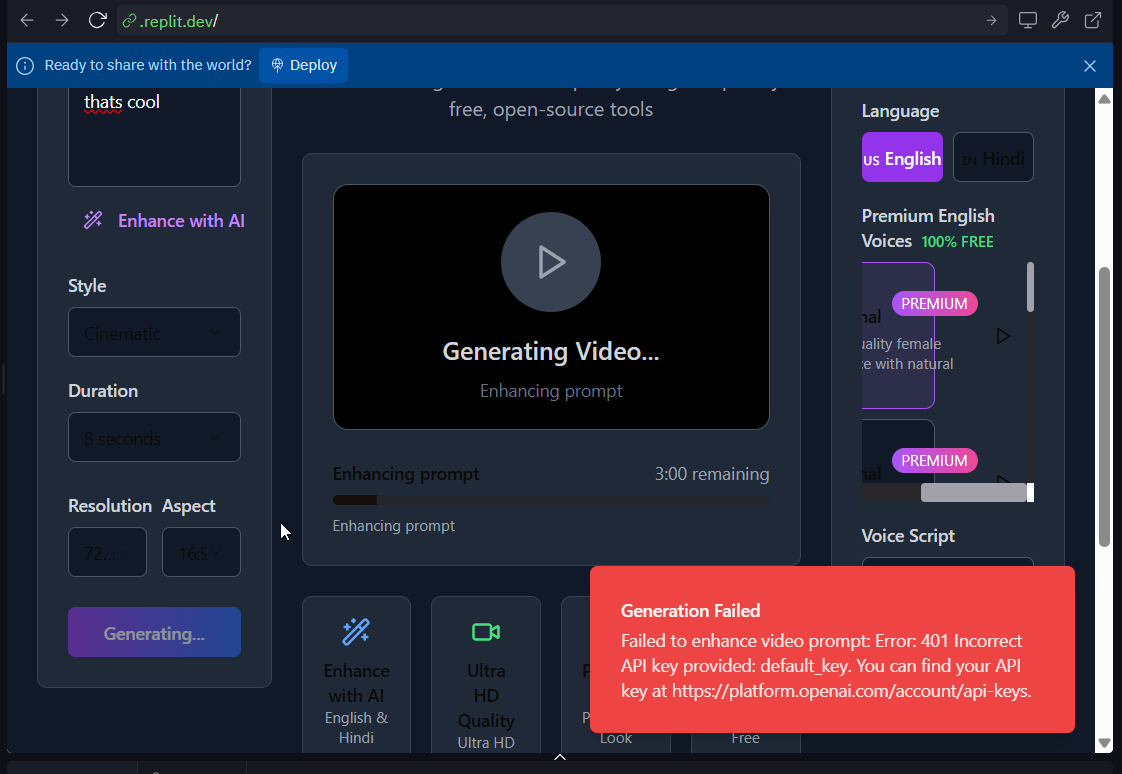 .replit.dev/
Ready to share with the world?
Deploy
thats cool
Enhance with AI
Style
Cinematic
Duration
8 seconds
Resolution
Aspect
72...
16:9
Generating...
free, open-source tools
Generating Video...
Enhancing prompt
Enhancing prompt
3:00 remaining
Enhancing prompt
Enhance
with AI
English &
Hindi
Ultra
HD
Quality
Ultra HD
Look
Free
Language
US English
IN Hindi
Premium English
Voices 100% FREE
PREMIUM
nal
uality female
ce with natural
PREMIUM
nal
Voice Script
Generation Failed
Failed to enhance video prompt: Error: 401 Incorrect
API key provided: default_key. You can find your API
key at https://platform.openai.com/account/api-keys.